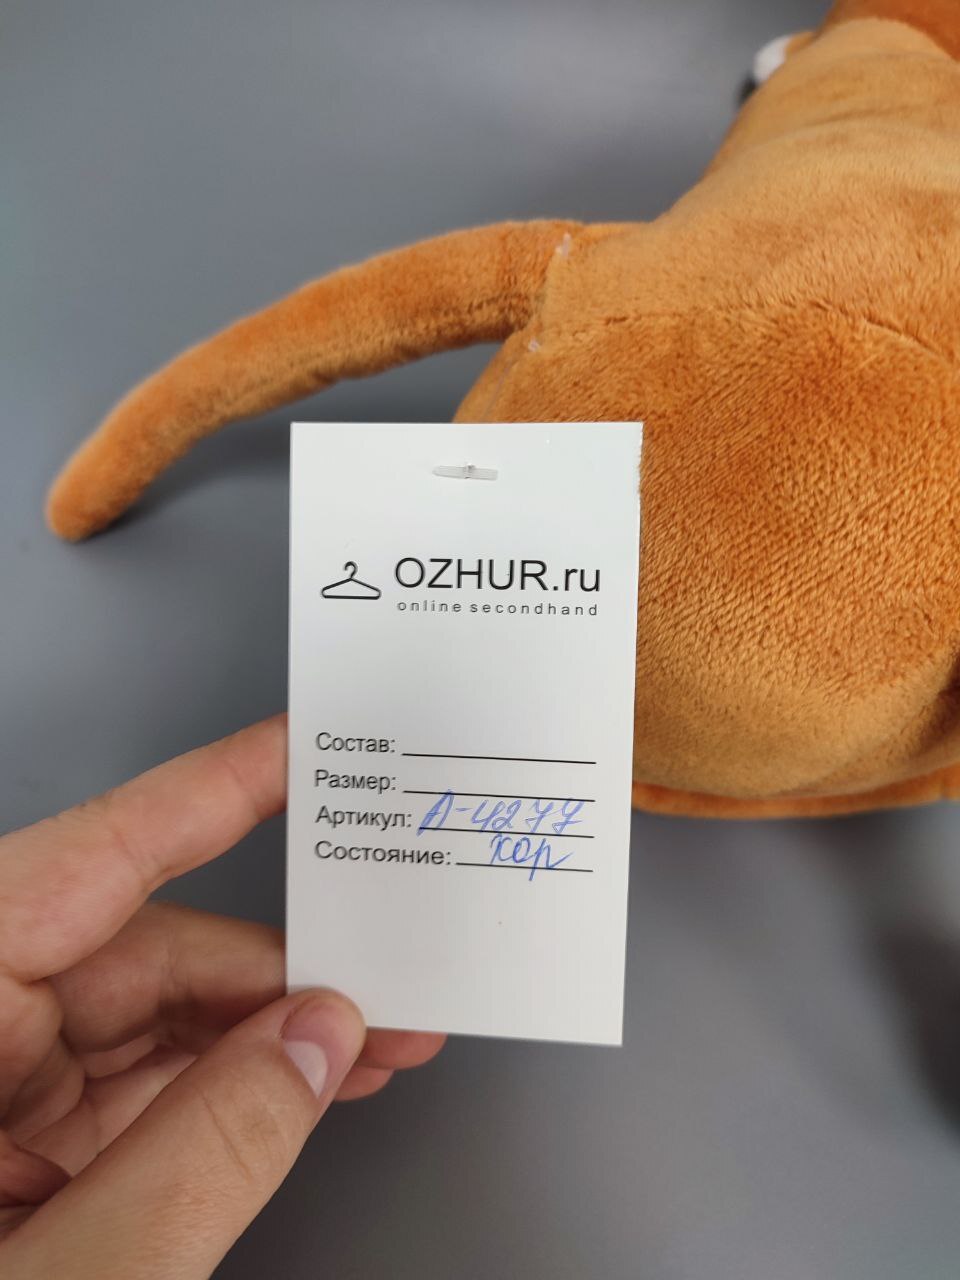 OZHUR.ru
online secondhand
Состав:
Размер:
Артикул: А-4277
Состояние: хор